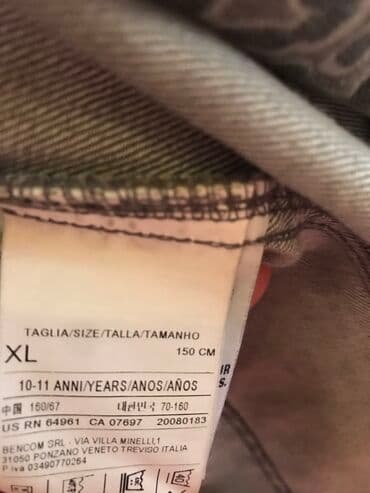 TAGLIA/SIZE/TALLA/TAMANHO
XL 150 CM
10-11 ANNI/YEARS/ANOS/AÑOS
中国 160/67 대한민국 70-160
US RN 64961 CA 07697 20080183
BENCOM SRL - VIA VILLA MINELLI,1
31050 PONZANO VENETO TREVISO ITALIA
P iva 03490770264